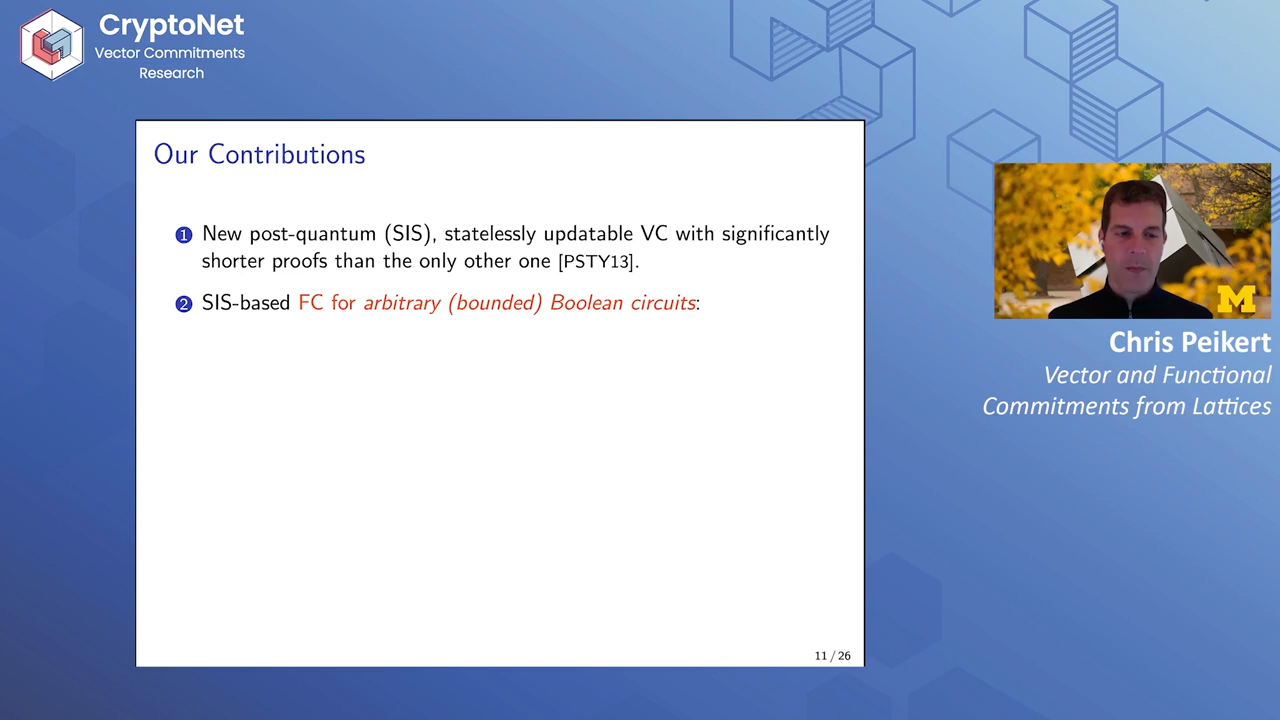 CryptoNet
Vector Commitments
Research
Our Contributions
1 New post-quantum (SIS), statelessly updatable VC with significantly
shorter proofs than the only other one [PSTY13].
2 SIS-based FC for arbitrary (bounded) Boolean circuits:
11 / 26
M
Chris Peikert
Vector and Functional
Commitments from Lattices